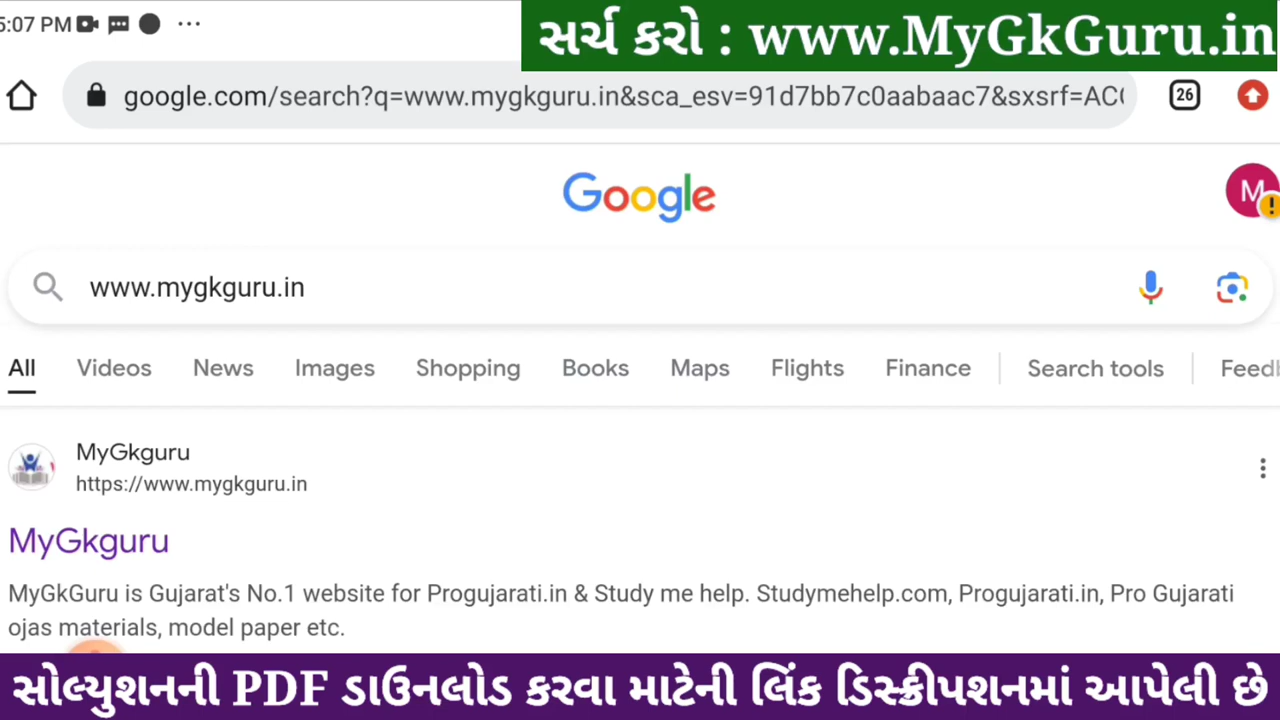 5:07 PM
સર્ચ કરો : www.MyGkGuru.in
google.com/search?q=www.mygkguru.in&sca_esv=91d7bb7c0aabaac7&sxsrf=AC
26
Google
M
www.mygkguru.in
All Videos News Images Shopping Books Maps Flights Finance Search tools Feedb
MyGkguru
https://www.mygkguru.in
MyGkguru
MyGkGuru is Gujarat's No.1 website for Progujarati.in & Study me help. Studymehelp.com, Progujarati.in, Pro Gujarati
ojas materials, model paper etc.
સોલ્યુશનની PDF ડાઉનલોડ કરવા માટેની લિંક ડિસ્ક્રીપશનમાં આપેલી છે